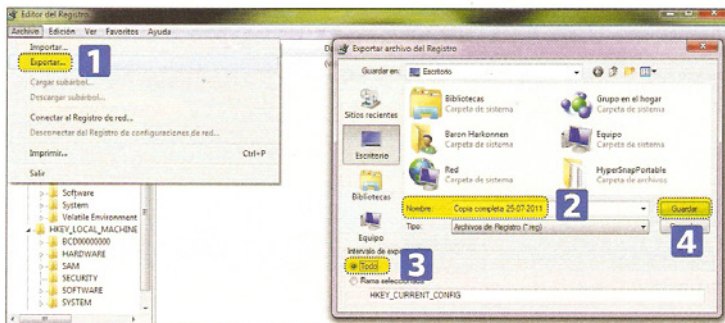 Editor del Registro
Archivo Edición Ver Favoritos Ayuda
Importar...
Exportar...
1
Cargar subárbol...
Descargar subárbol...
Conectar al Registro de red...
Desconectar del Registro de configuraciones de red...
Imprimir... Ctrl+P
Salir
Software
System
Volatile Environment
HKEY_LOCAL_MACHINE
BCD00000000
HARDWARE
SAM
SECURITY
SOFTWARE
SYSTEM
Exportar archivo del Registro
Guardar en: Escritorio
Sitios recientes
Escritorio
Bibliotecas
Equipo
Bibliotecas
Carpeta de sistema
Grupo en el hogar
Carpeta de sistema
Baron Harkonnen
Carpeta de sistema
Equipo
Carpeta de sistema
Red
Carpeta de sistema
HyperSnapPortable
Carpeta de archivos
Nombre: Copia completa 25-07-2011
2
Guardar
Tipo: Archivos de Registro (*.reg)
4
Intervalo de
Todo
3
Rama
HKEY_CURRENT_CONFIG